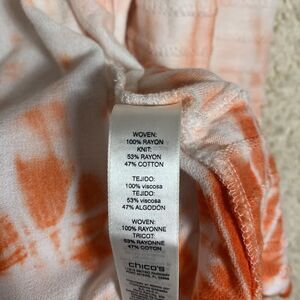 WOVEN:
100% RAYON
KNIT:
53% RAYON
47% COTTON
TEJIDO:
100% viscosa
TEJIDO:
53% viscosa
47% ALGODÓN
WOVEN:
100% RAYONNE
TRICOT:
53% RAYONNE
47% COTON
chico's